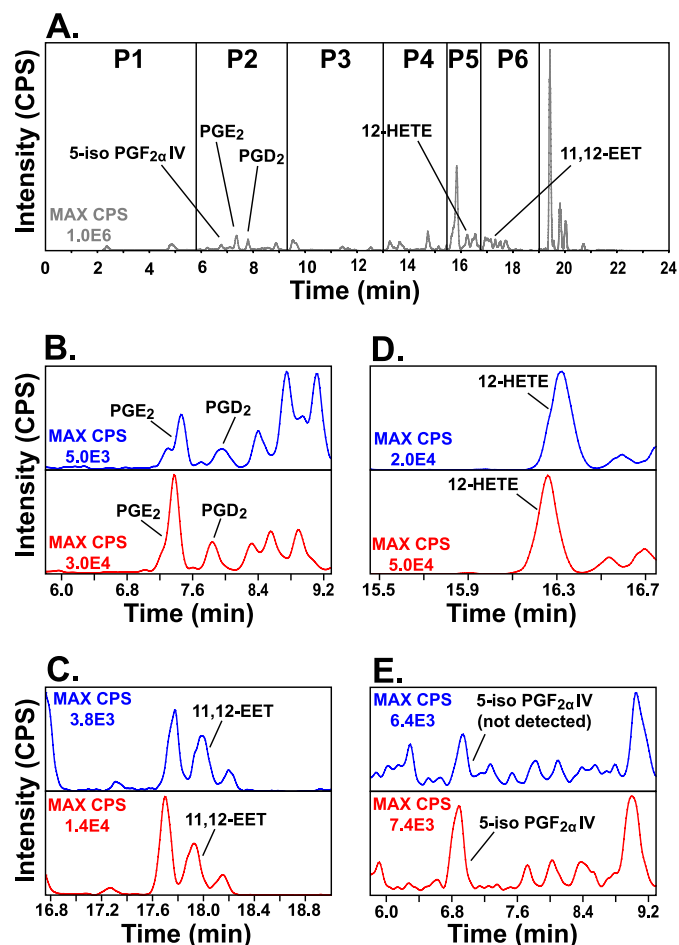 A.
P1 P2 P3 P4 P5 P6
PGE2
12-HETE
5-iso PGF2α IV
PGD2
11,12-EET
MAX CPS
1.0E6
Intensity (CPS)
0 2 4 6 8 10 12 14 16 18 20 22 24
Time (min)
B.
PGE2
PGD2
MAX CPS
5.0E3
PGE2
PGD2
MAX CPS
3.0E4
Intensity (CPS)
5.8 6.8 7.8 8.4 9.2
Time (min)
D.
12-HETE
MAX CPS
2.0E4
12-HETE
MAX CPS
5.0E4
15.5 15.9 16.3 16.7
Time (min)
C.
MAX CPS
3.8E3
11,12-EET
MAX CPS
1.4E4
11,12-EET
Intensity (CPS)
16.8 17.2 17.6 18.0 18.4 18.8
Time (min)
E.
MAX CPS
6.4E3
5-iso PGF2α IV
(not detected)
MAX CPS
7.4E3
5-iso PGF2α IV
6.0 6.8 7.6 8.4 9.2
Time (min)